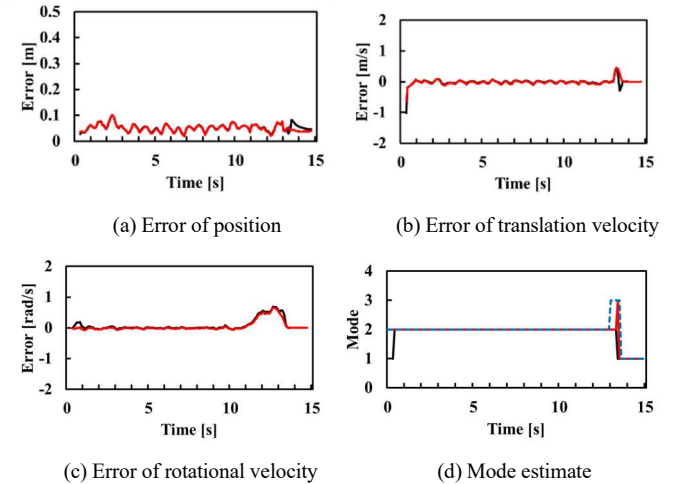 0.5
0.4
0.3
0.2
0.1
0
Error [m]
0 5 10 15
Time [s]
(a) Error of position
2
1
0
-1
-2
Error [m/s]
0 5 10 15
Time [s]
(b) Error of translation velocity
2
1
0
-1
-2
Error [rad/s]
0 5 10 15
Time [s]
(c) Error of rotational velocity
4
3
2
1
0
Mode
0 5 10 15
Time [s]
(d) Mode estimate